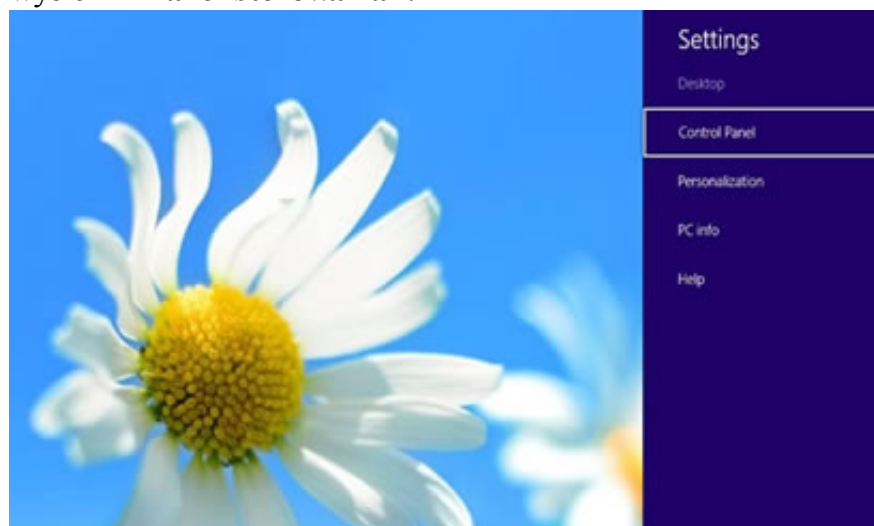 Settings
Desktop
Control Panel
Personalization
PC info
Help